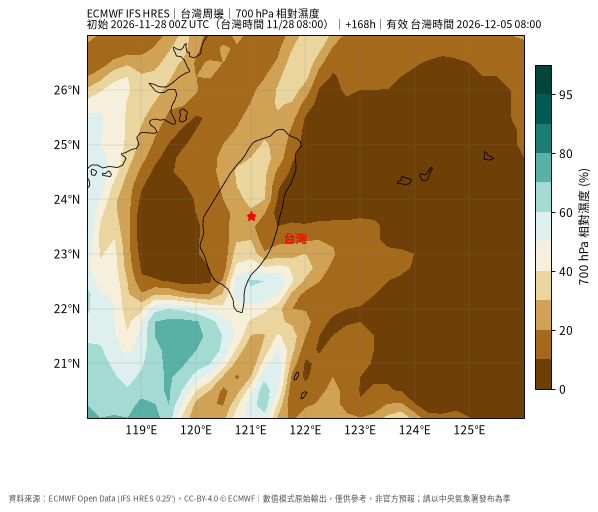 ECMWF IFS HRES｜台灣周邊｜700 hPa 相對濕度
初始 2026-11-28 00Z UTC（台灣時間 11/28 08:00）｜+168h｜有效 台灣時間 2026-12-05 08:00
26°N
25°N
24°N
23°N
22°N
21°N
119°E 120°E 121°E 122°E 123°E 124°E 125°E
台灣
95
80
60
40
20
0
700 hPa 相對濕度 (%)
資料來源：ECMWF Open Data (IFS HRES 0.25°)，CC-BY-4.0 © ECMWF｜數值模式原始輸出，僅供參考，非官方預報；請以中央氣象署發布為準